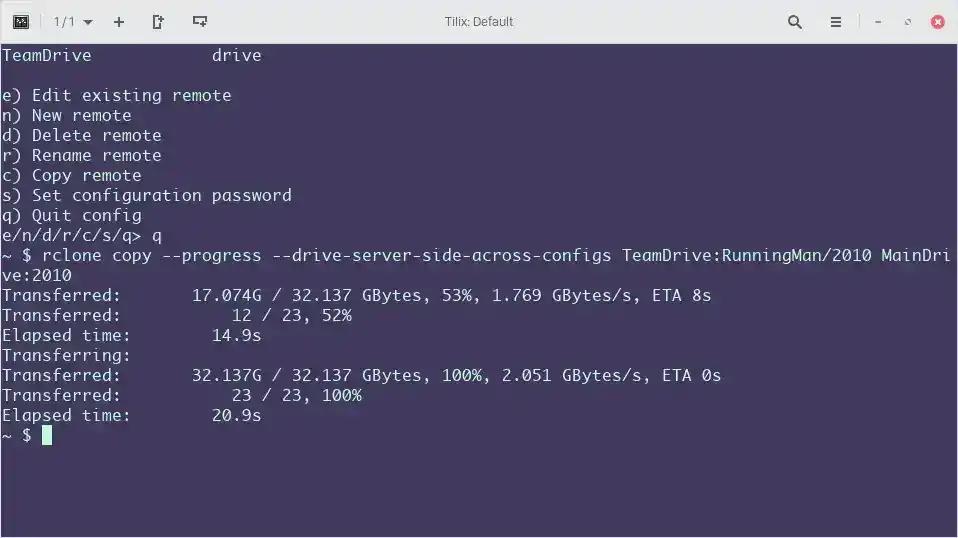 1/1
Tilix: Default
TeamDrive            drive
e) Edit existing remote
n) New remote
d) Delete remote
r) Rename remote
c) Copy remote
s) Set configuration password
q) Quit config
e/n/d/r/c/s/q> q
~ $ rclone copy --progress --drive-server-side-across-configs TeamDrive:RunningMan/2010 MainDri
ve:2010
Transferred:       17.074G / 32.137 GBytes, 53%, 1.769 GBytes/s, ETA 8s
Transferred:           12 / 23, 52%
Elapsed time:        14.9s
Transferring:
Transferred:       32.137G / 32.137 GBytes, 100%, 2.051 GBytes/s, ETA 0s
Transferred:           23 / 23, 100%
Elapsed time:        20.9s
~ $